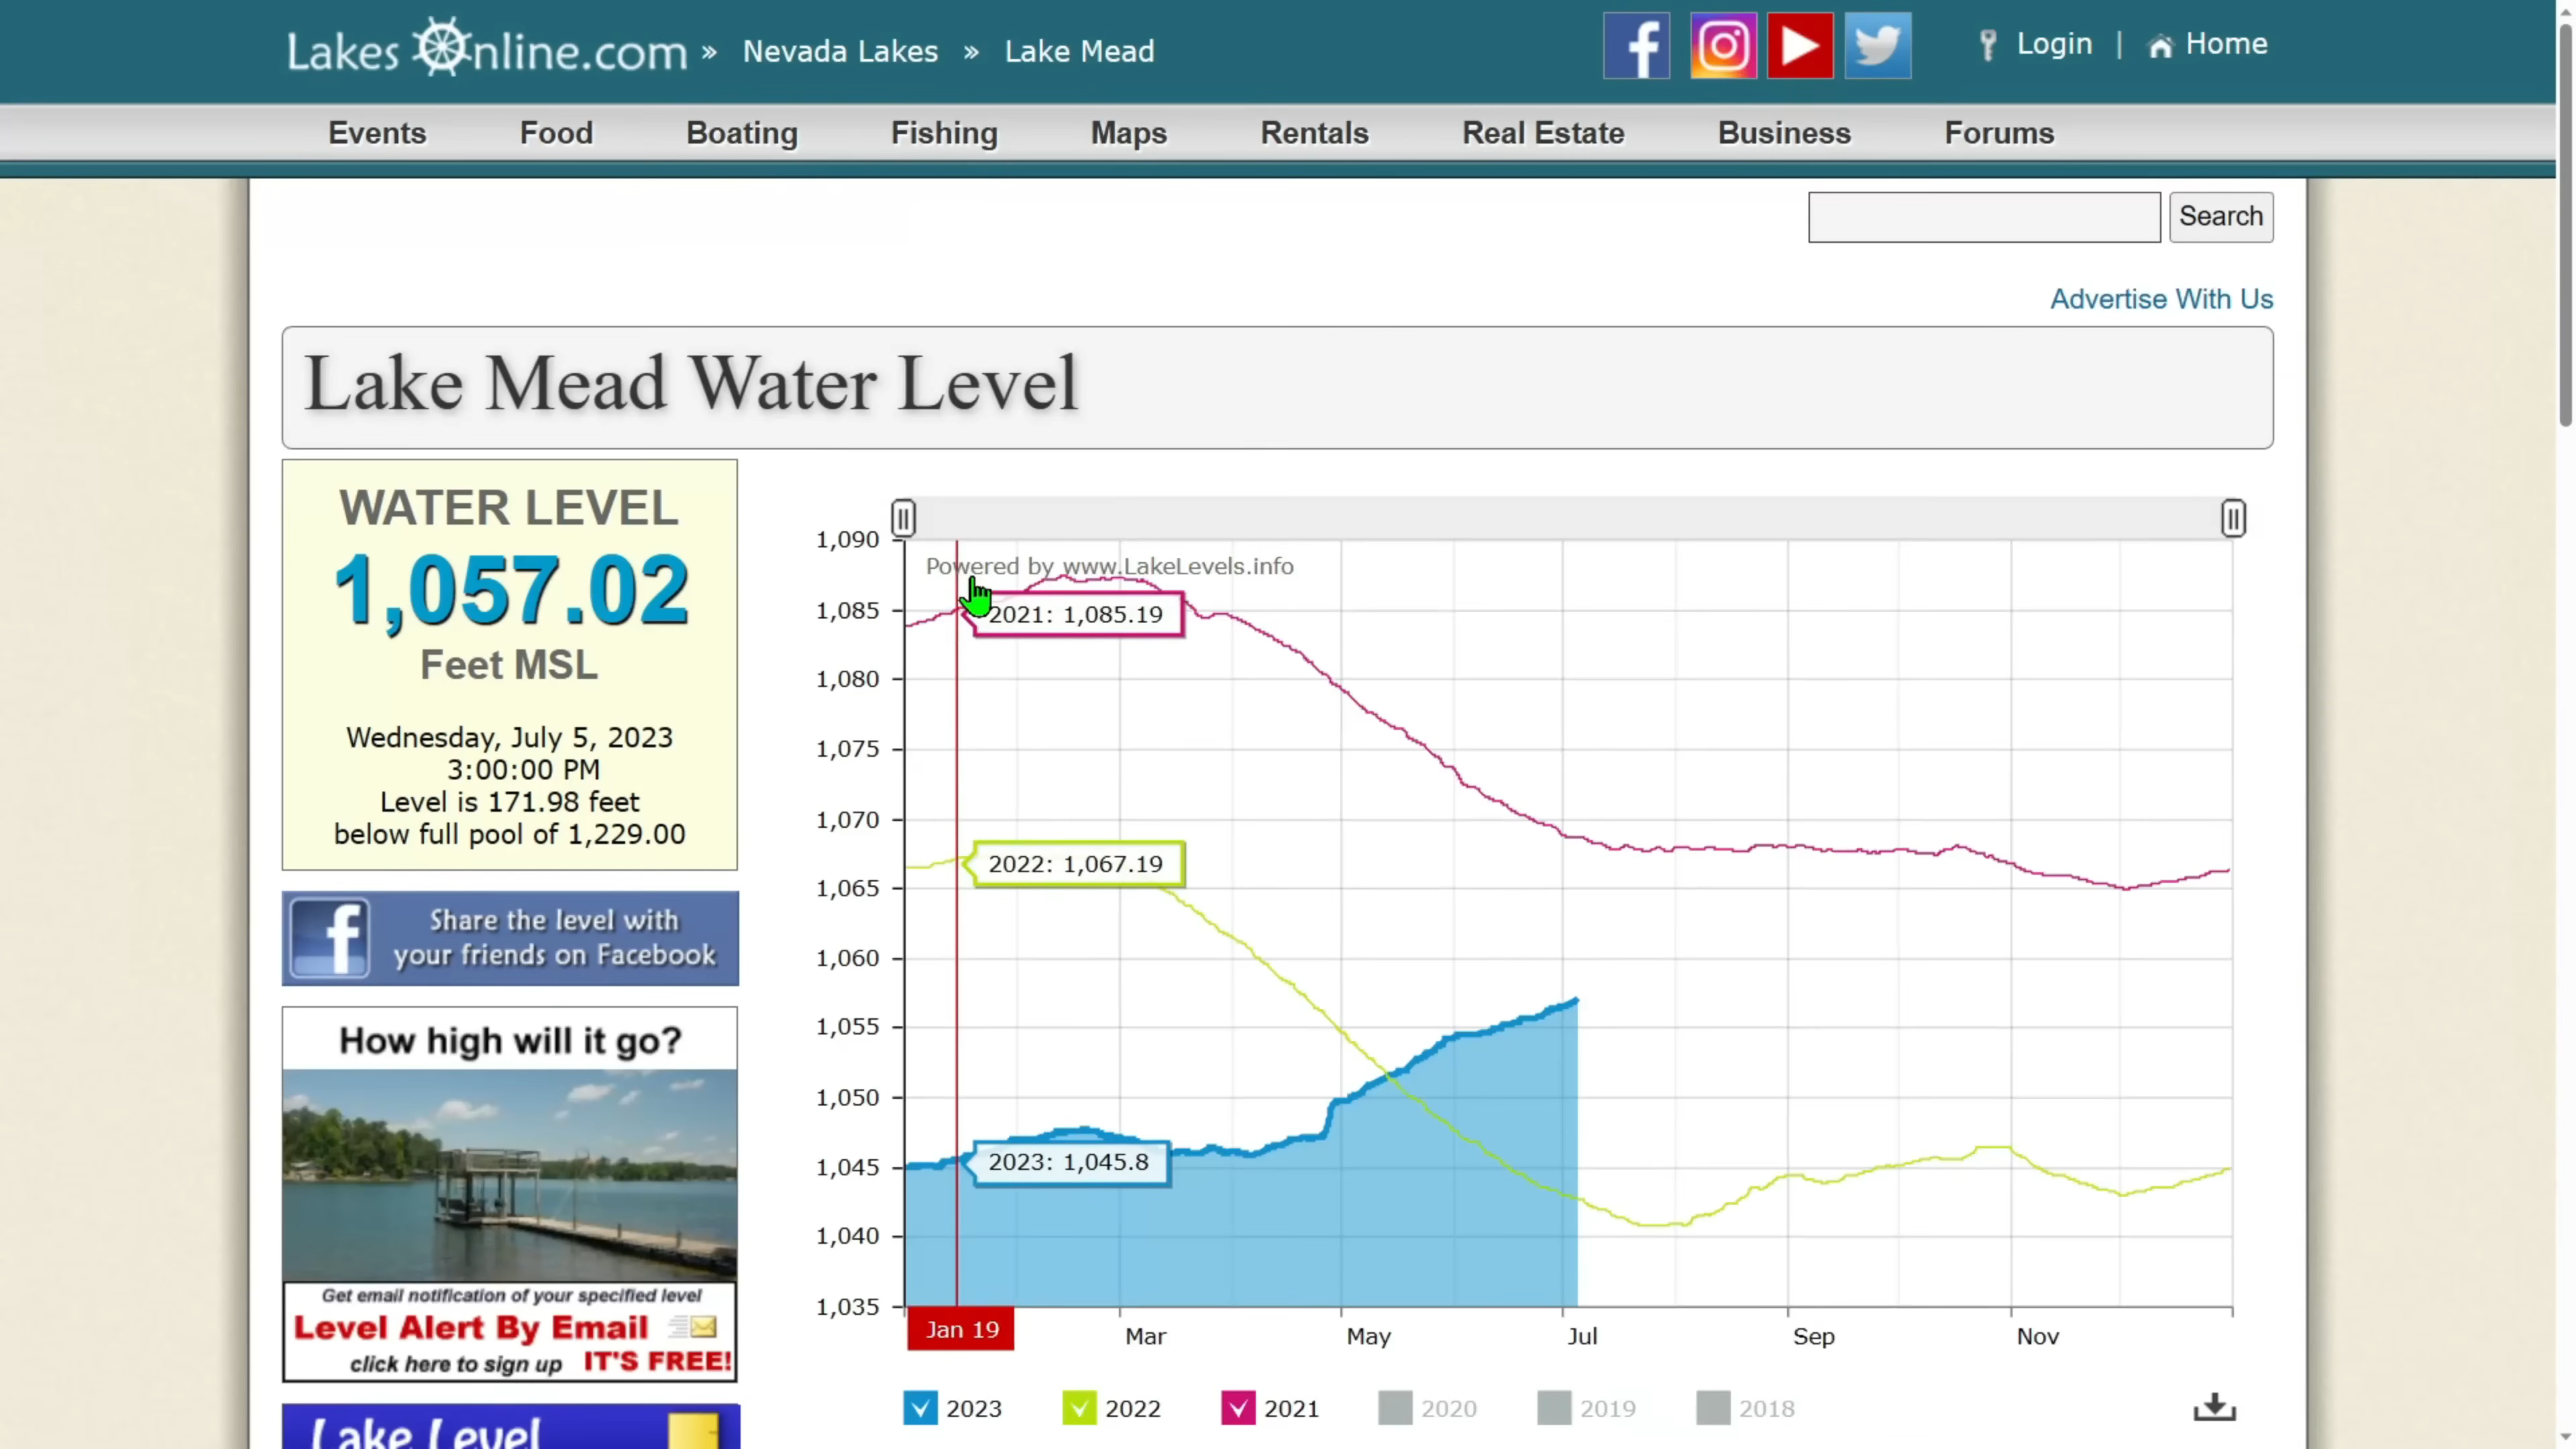 Lakes Online.com » Nevada Lakes » Lake Mead
Login | Home
Events Food Boating Fishing Maps Rentals Real Estate Business Forums
Search
Advertise With Us
Lake Mead Water Level
WATER LEVEL
1,057.02
Feet MSL
Wednesday, July 5, 2023
3:00:00 PM
Level is 171.98 feet
below full pool of 1,229.00
Share the level with
your friends on Facebook
How high will it go?
Get email notification of your specified level
Level Alert By Email
click here to sign up IT'S FREE!
Lake Level
1,090
1,085
1,080
1,075
1,070
1,065
1,060
1,055
1,050
1,045
1,040
1,035
Powered by www.LakeLevels.info
2021: 1,085.19
2022: 1,067.19
2023: 1,045.8
Jan 19 Mar May Jul Sep Nov
2023 2022 2021 2020 2019 2018